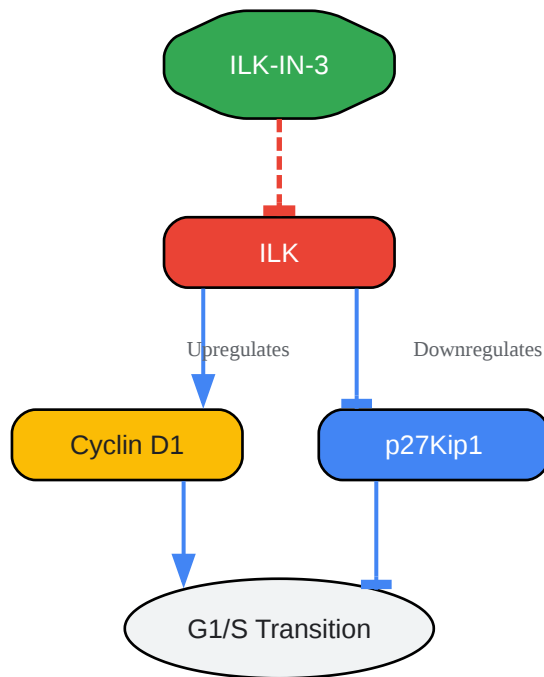 ILK-IN-3
ILK
Upregulates
Downregulates
Cyclin D1
p27Kip1
G1/S Transition